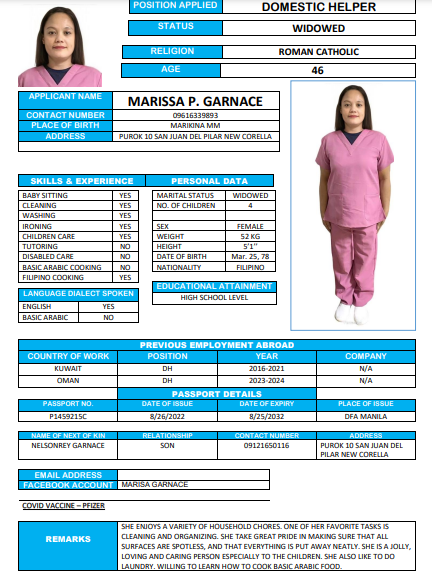 POSITION APPLIED DOMESTIC HELPER
STATUS WIDOWED
RELIGION ROMAN CATHOLIC
AGE 46
APPLICANT NAME MARISSA P. GARNACE
CONTACT NUMBER 09616339893
PLACE OF BIRTH MARIKINA MM
ADDRESS PUROK 10 SAN JUAN DEL PILAR NEW CORELLA
SKILLS & EXPERIENCE PERSONAL DATA
BABY SITTING YES MARITAL STATUS WIDOWED
CLEANING YES NO. OF CHILDREN 4
WASHING YES
IRONING YES SEX FEMALE
CHILDREN CARE YES WEIGHT 52 KG
TUTORING NO HEIGHT 5'1"
DISABLED CARE NO DATE OF BIRTH Mar. 25, 78
BASIC ARABIC COOKING NO NATIONALITY FILIPINO
FILIPINO COOKING YES
EDUCATIONAL ATTAINMENT
LANGUAGE DIALECT SPOKEN HIGH SCHOOL LEVEL
ENGLISH YES
BASIC ARABIC NO
PREVIOUS EMPLOYMENT ABROAD
COUNTRY OF WORK POSITION YEAR COMPANY
KUWAIT DH 2016-2021 N/A
OMAN DH 2023-2024 N/A
PASSPORT DETAILS
PASSPORT NO. DATE OF ISSUE DATE OF EXPIRY PLACE OF ISSUE
P1459215C 8/26/2022 8/25/2032 DFA MANILA
NAME OF NEXT OF KIN RELATIONSHIP CONTACT NUMBER ADDRESS
NELSONREY GARNACE SON 09121650116 PUROK 10 SAN JUAN DEL
PILAR NEW CORELLA
EMAIL ADDRESS
FACEBOOK ACCOUNT MARISA GARNACE
COVID VACCINE – PFIZER
REMARKS
SHE ENJOYS A VARIETY OF HOUSEHOLD CHORES. ONE OF HER FAVORITE TASKS IS
CLEANING AND ORGANIZING. SHE TAKE GREAT PRIDE IN MAKING SURE THAT ALL
SURFACES ARE SPOTLESS, AND THAT EVERYTHING IS PUT AWAY NEATLY. SHE IS A JOLLY,
LOVING AND CARING PERSON ESPECIALLY TO THE CHILDREN. SHE ALSO LIKE TO DO
LAUNDRY. WILLING TO LEARN HOW TO COOK BASIC ARABIC FOOD.